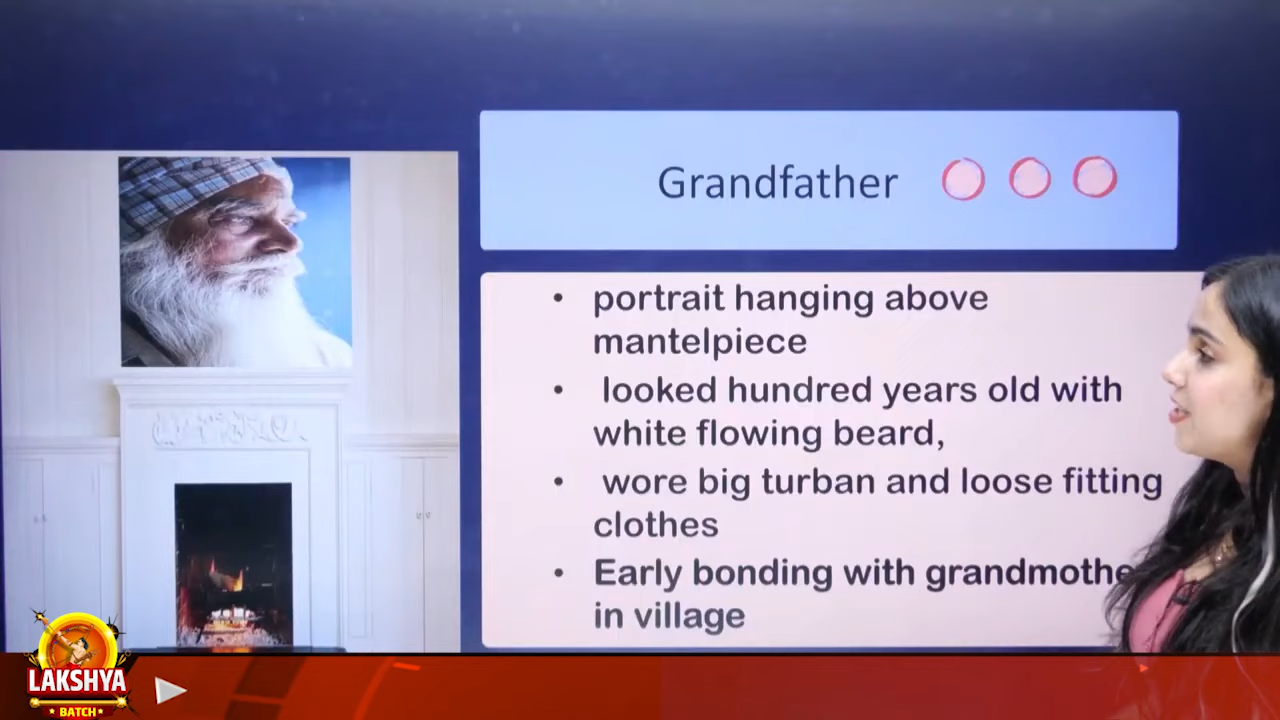 Grandfather
• portrait hanging above
mantelpiece
• looked hundred years old with
white flowing beard,
• wore big turban and loose fitting
clothes
• Early bonding with grandmothe
in village
LAKSHYA
BATCH